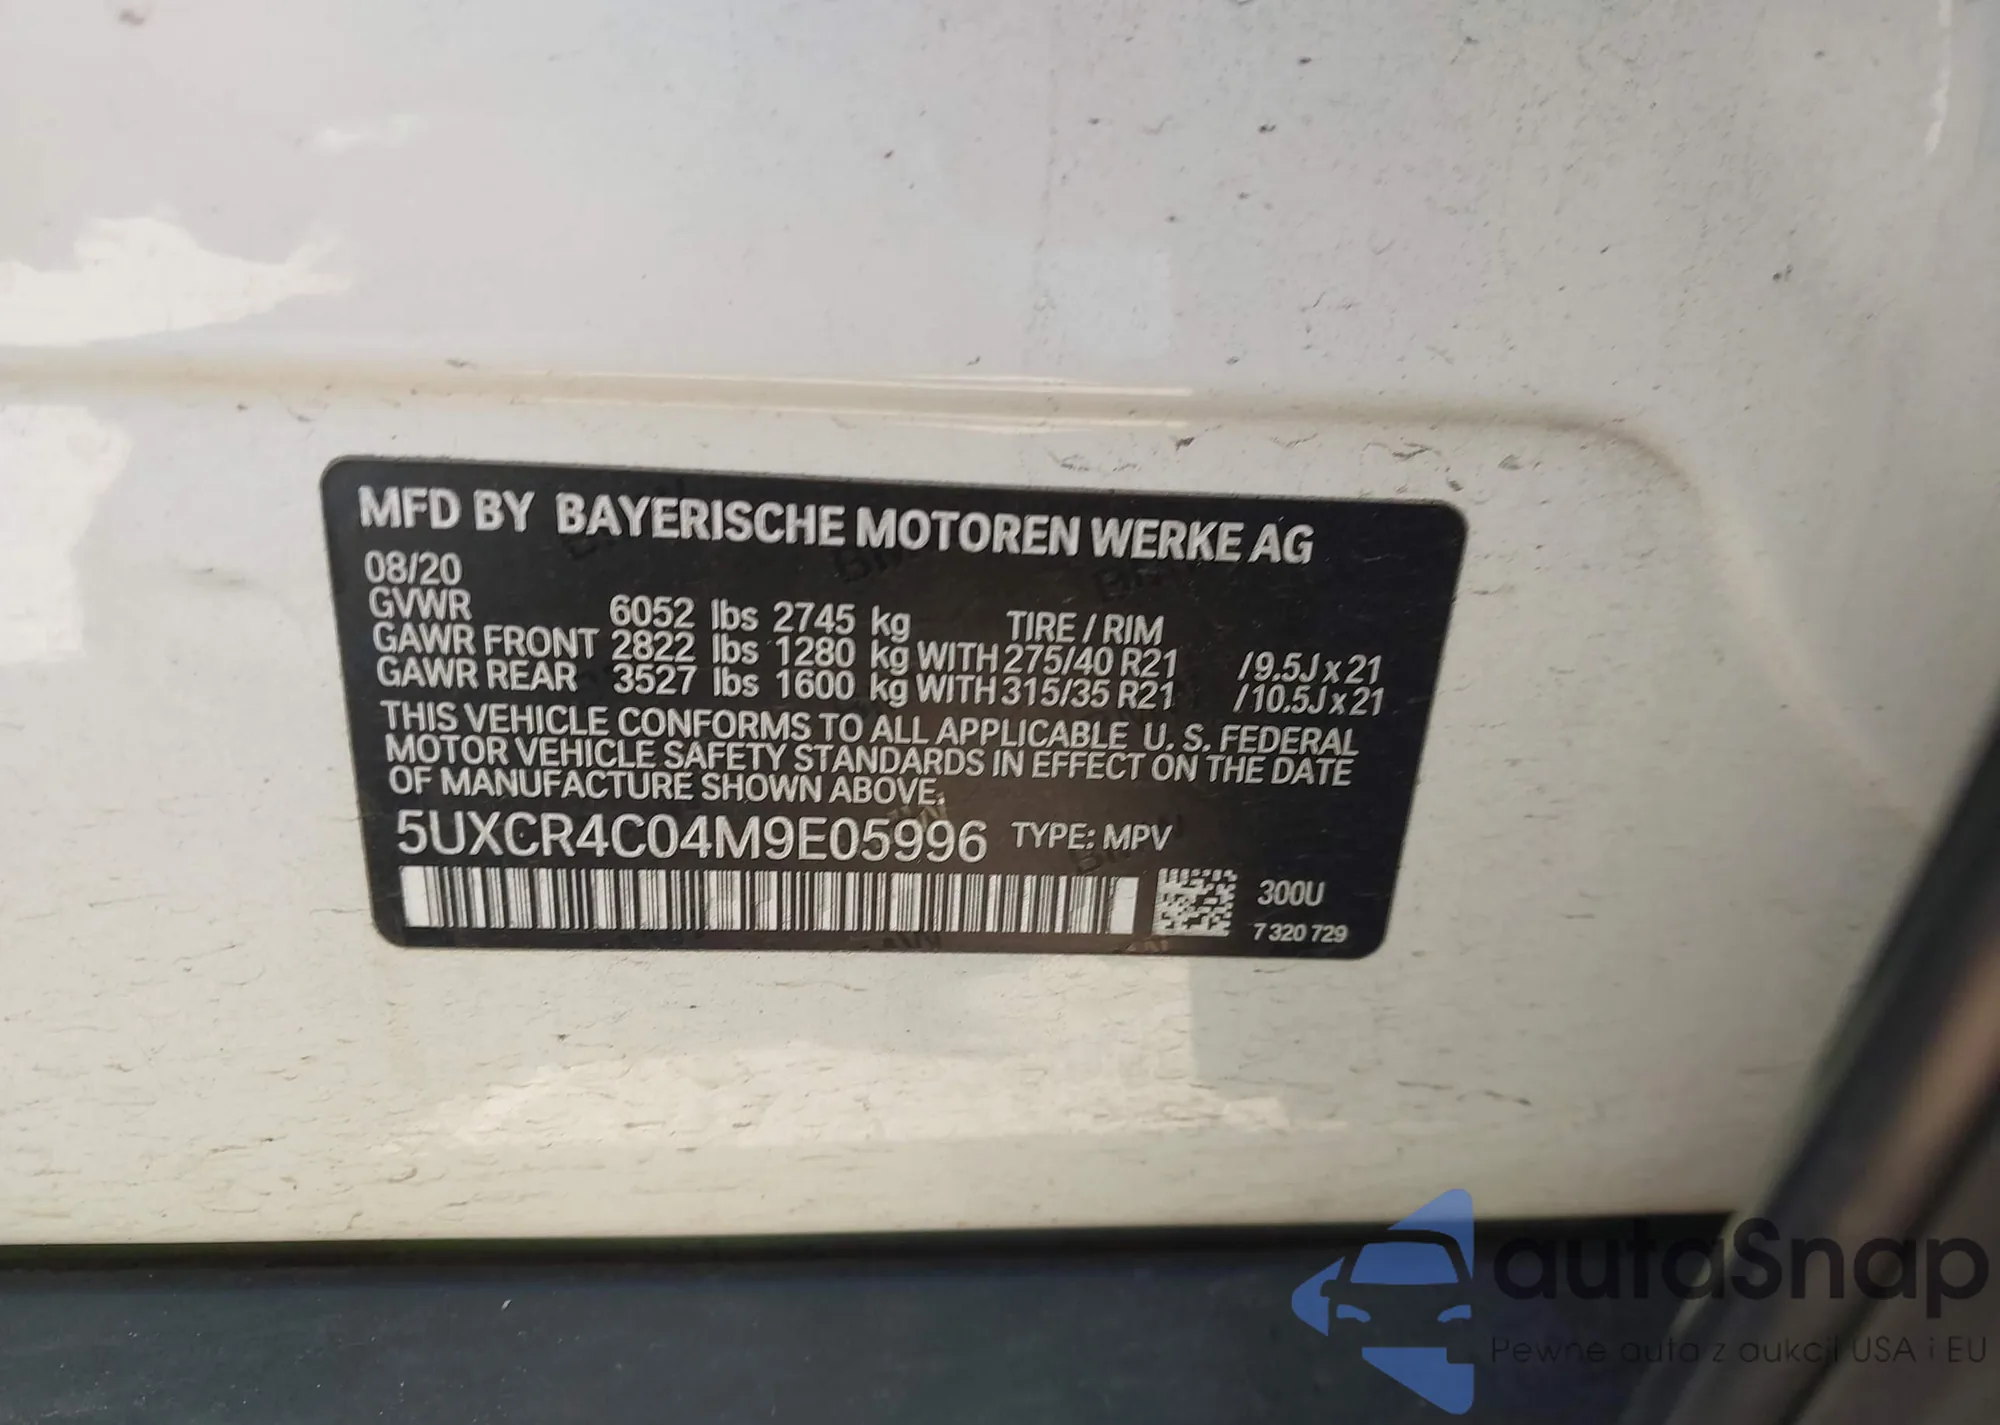 MFD BY BAYERISCHE MOTOREN WERKE AG
08/20
GVWR 6052 lbs 2745 kg TIRE / RIM
GAWR FRONT 2822 lbs 1280 kg WITH 275/40 R21 /9.5J x 21
GAWR REAR 3527 lbs 1600 kg WITH 315/35 R21 /10.5J x 21
THIS VEHICLE CONFORMS TO ALL APPLICABLE U. S. FEDERAL
MOTOR VEHICLE SAFETY STANDARDS IN EFFECT ON THE DATE
OF MANUFACTURE SHOWN ABOVE.
5UXCR4C04M9E05996 TYPE: MPV
300U
7 320 729
autaSnap
Pewne auta z aukcji USA i EU